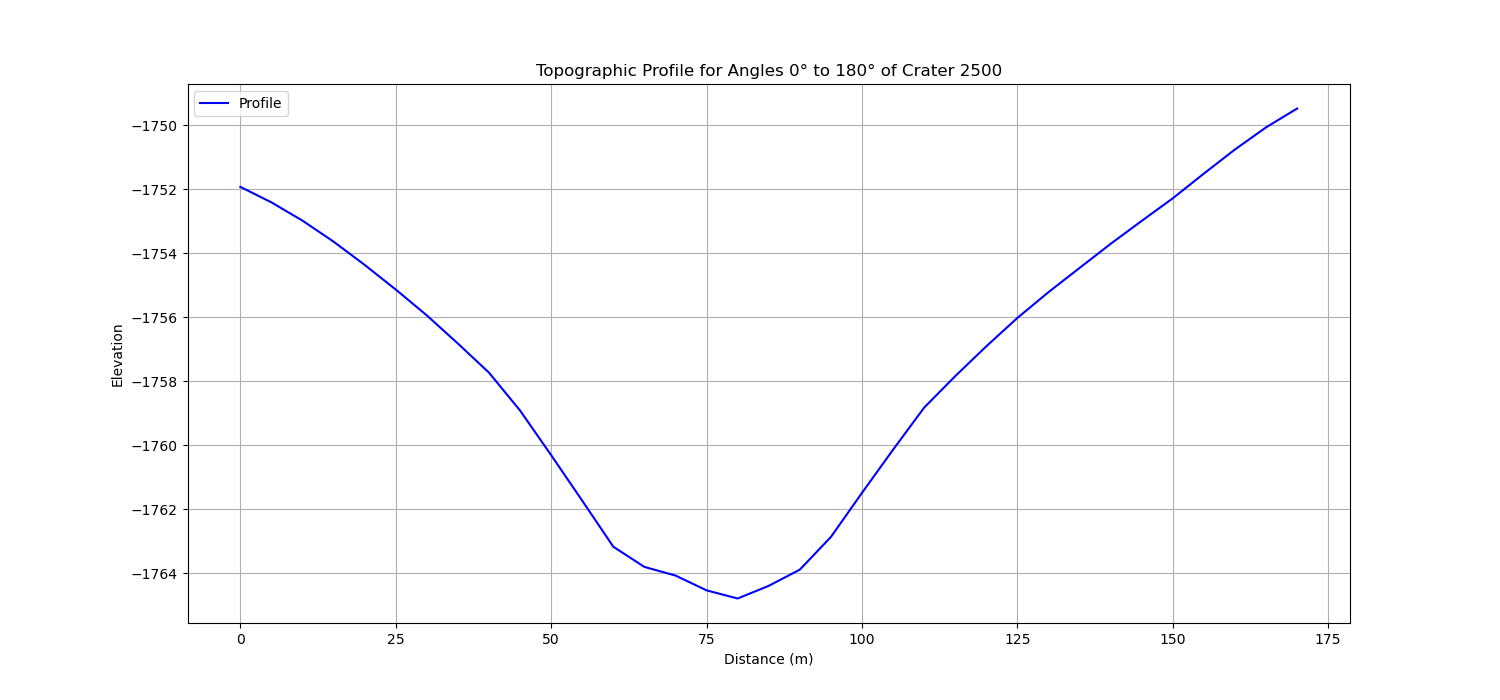 Topographic Profile for Angles 0° to 180° of Crater 2500
Profile
−1750
−1752
−1754
−1756
−1758
−1760
−1762
−1764
Elevation
0 25 50 75 100 125 150 175
Distance (m)